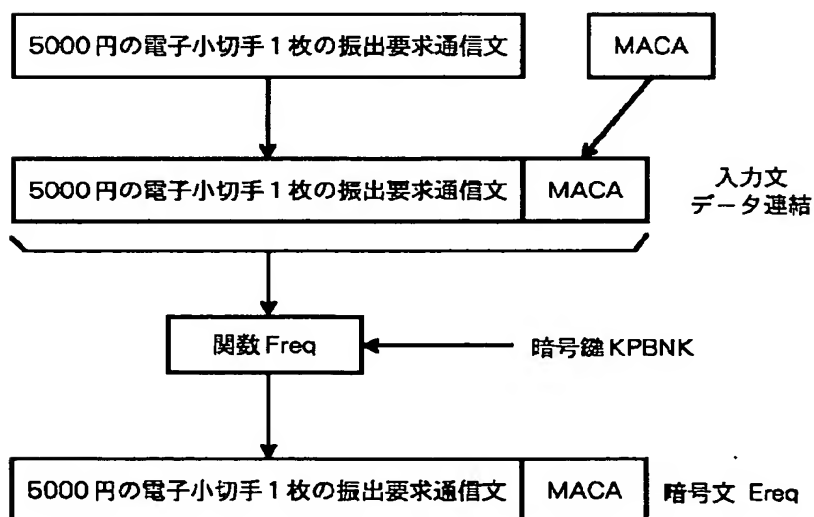 5000円の電子小切手1枚の振出要求通信文
MACA
5000円の電子小切手1枚の振出要求通信文
MACA
入力文
データ連結
関数Freq
暗号鍵KPBNK
5000円の電子小切手1枚の振出要求通信文
MACA
暗号文 Ereq